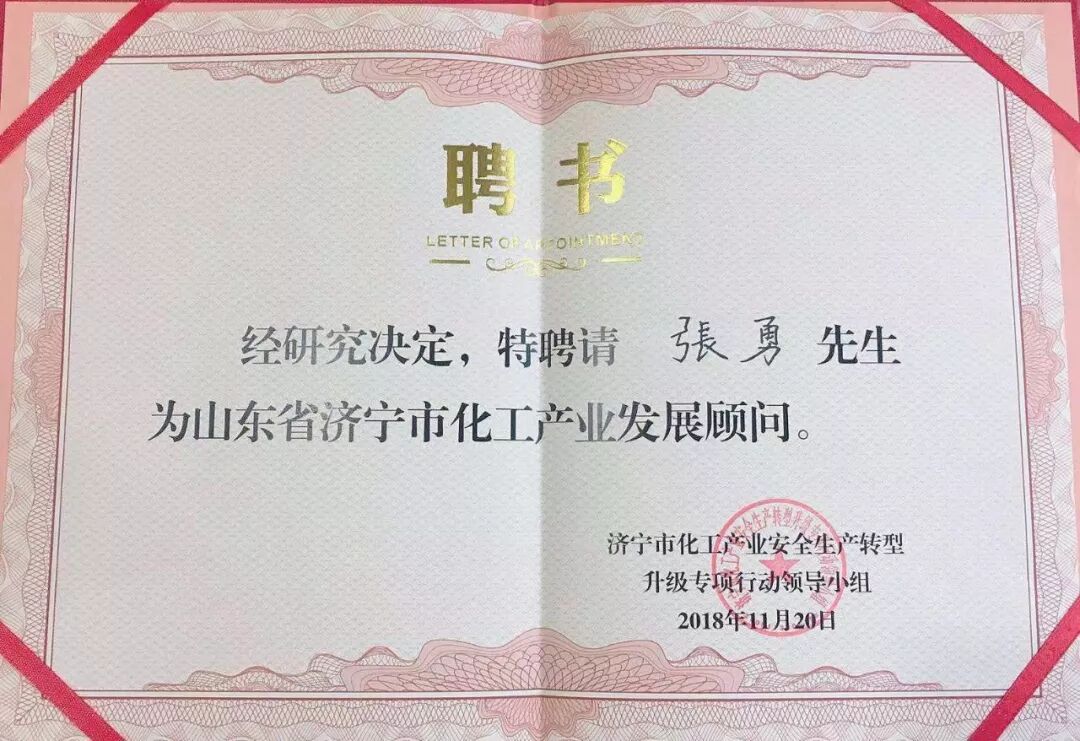 聘书
LETTER OF APPOINTMENT
经研究决定，特聘请 張勇 先生
为山东省济宁市化工产业发展顾问。
济宁市化工产业安全生产转型
升级专项行动领导小组
2018年11月20日